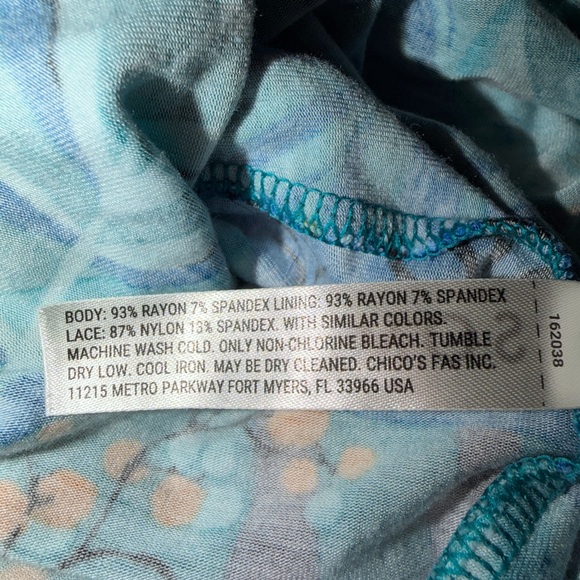 BODY: 93% RAYON 7% SPANDEX LINING: 93% RAYON 7% SPANDEX
LACE: 87% NYLON 13% SPANDEX. WITH SIMILAR COLORS.
MACHINE WASH COLD. ONLY NON-CHLORINE BLEACH. TUMBLE
DRY LOW. COOL IRON. MAY BE DRY CLEANED. CHICO'S FAS INC.
11215 METRO PARKWAY FORT MYERS, FL 33966 USA
162038